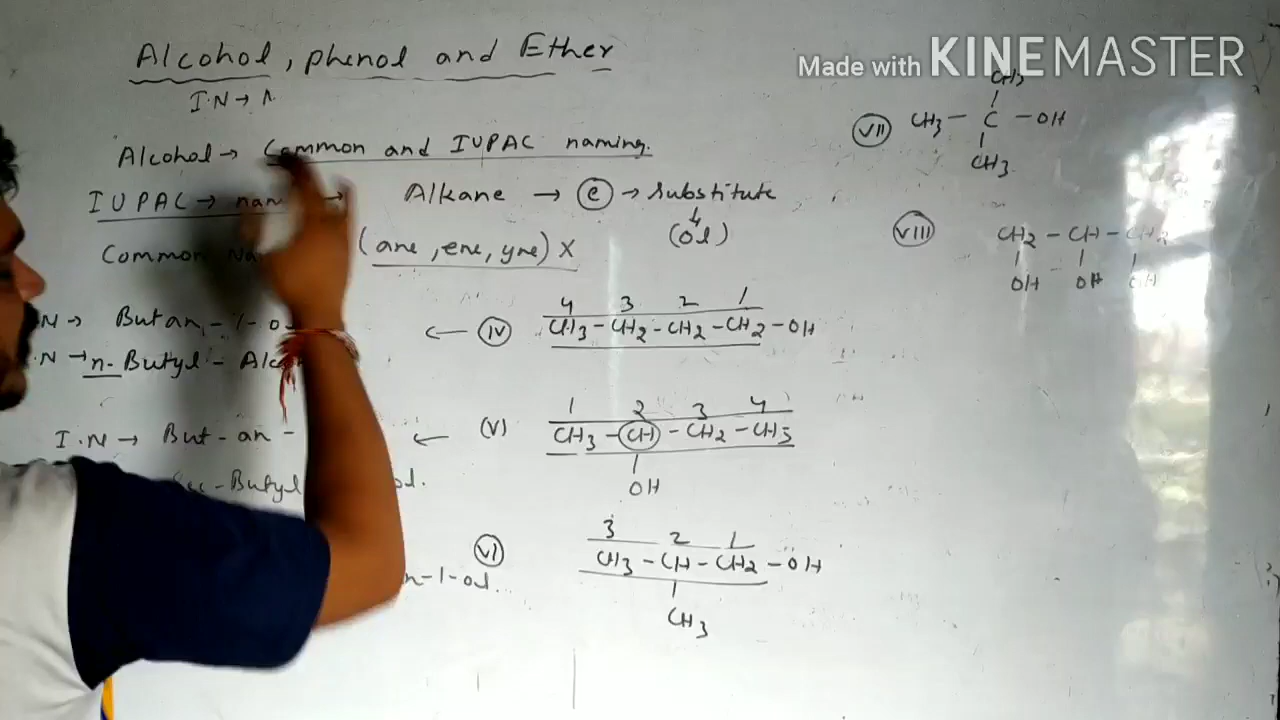 Alcohol, phenol and Ether
I.N →
Alcohol → Common and IUPAC naming.
IUPAC → nam → Alkane → e → Substitute
(ol)
Common Na (ane, ene, yne) X
N → Butan-1-o
.N → n-Butyl-Alc
← IV
4 3 2 1
CH3 - CH2 - CH2 - CH2 - OH
I.N → But-an-
Sec-Butyl ol.
← (V)
1 2 3 4
CH3 - CH - CH2 - CH3
OH
VI
n-1-ol.
3 2 1
CH3 - CH - CH2 - OH
CH3
Made with KINEMASTER
VII
CH3
CH3 - C - OH
CH3
VIII
CH2 - CH - CH2
OH OH OH